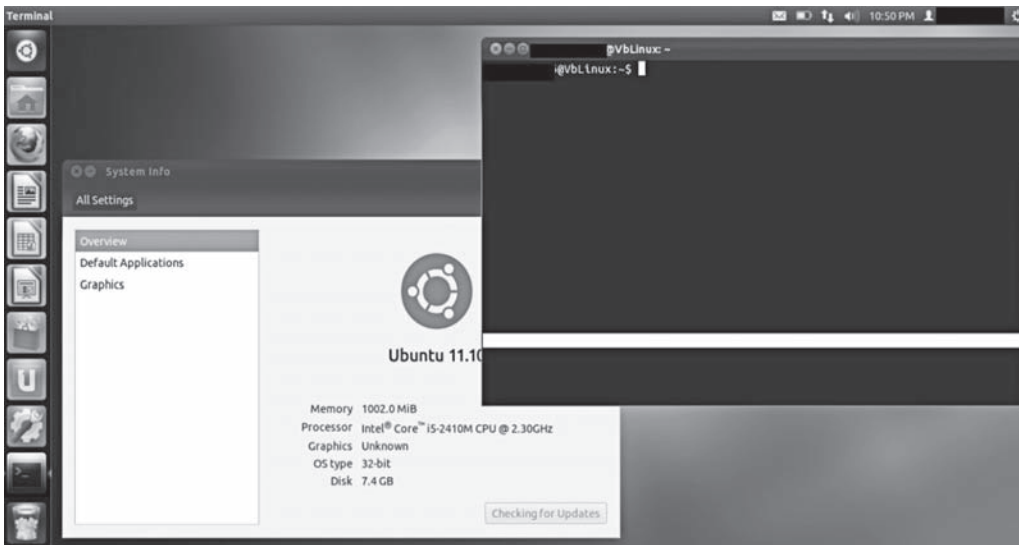 Terminal
10:50 PM
@VbLinux: ~
@VbLinux:~$
System Info
All Settings
Overview
Default Applications
Graphics
Ubuntu 11.10
Memory 1002.0 MiB
Processor Intel® Core™ i5-2410M CPU @ 2.30GHz
Graphics Unknown
OS type 32-bit
Disk 7.4 GB
Checking for Updates